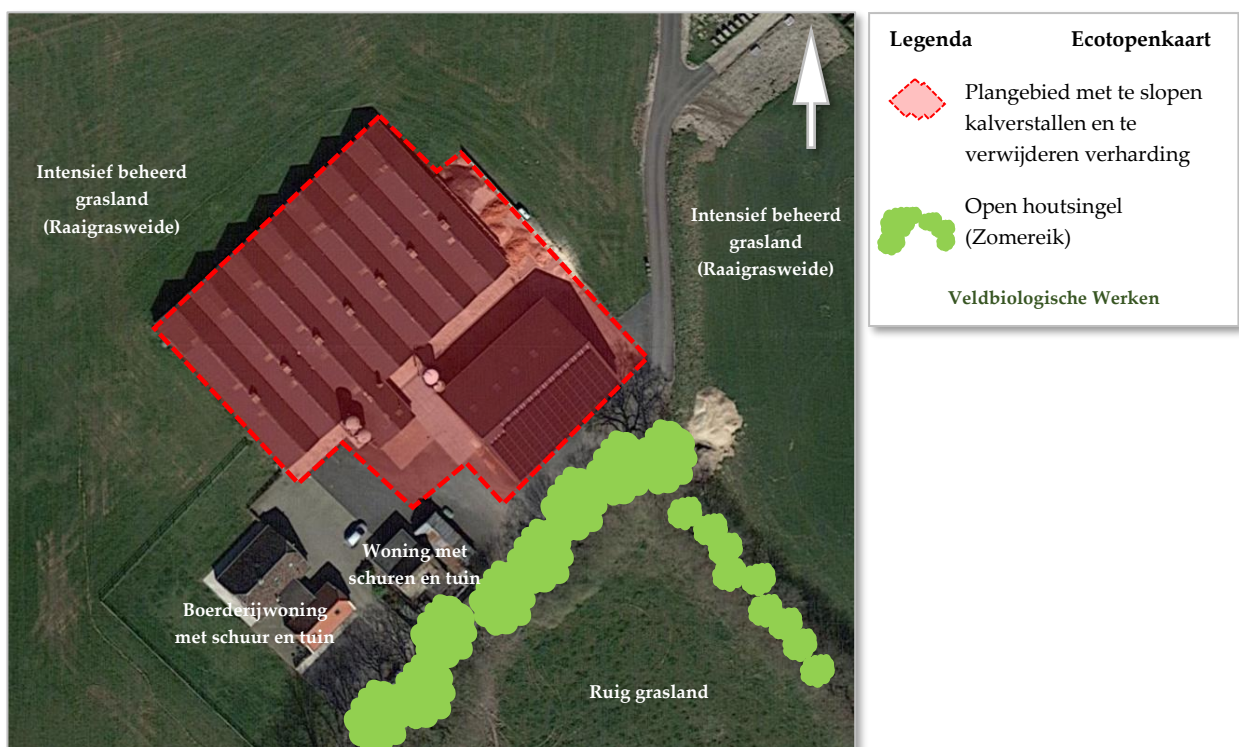 Intensief beheerd
grasland
(Raaigrasweide)
Intensief beheerd
grasland
(Raaigrasweide)
Woning met
schuren en tuin
Boerderijwoning
met schuur en tuin
Ruig grasland
Legenda Ecotopenkaart
Plangebied met te slopen
kalverstallen en te
verwijderen verharding
Open houtsingel
(Zomereik)
Veldbiologische Werken